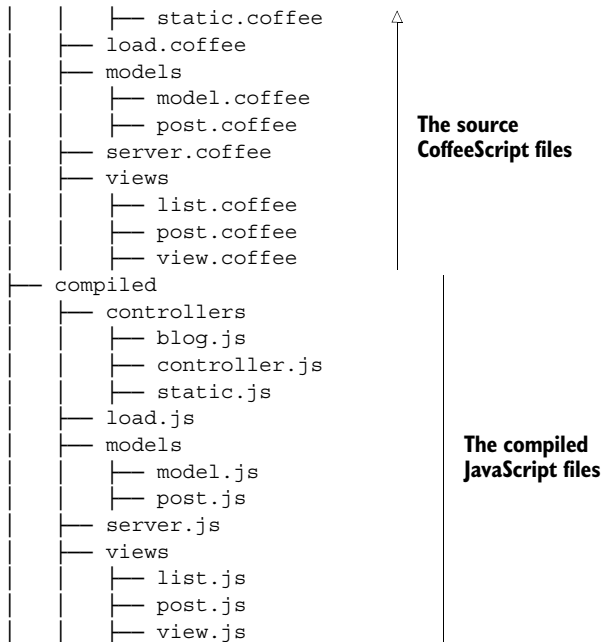 │   │   ├── static.coffee
│   ├── load.coffee
│   ├── models
│   │   ├── model.coffee
│   │   ├── post.coffee
│   ├── server.coffee
│   ├── views
│   │   ├── list.coffee
│   │   ├── post.coffee
│   │   ├── view.coffee
The source
CoffeeScript files
├── compiled
│   ├── controllers
│   │   ├── blog.js
│   │   ├── controller.js
│   │   ├── static.js
│   ├── load.js
│   ├── models
│   │   ├── model.js
│   │   ├── post.js
│   ├── server.js
│   ├── views
│   │   ├── list.js
│   │   ├── post.js
│   │   ├── view.js
The compiled
JavaScript files